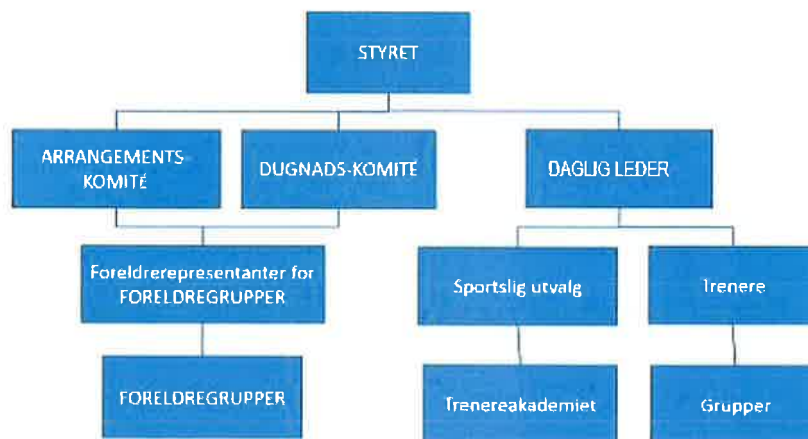 STYRET
ARRANGEMENTS-
KOMITÉ
DUGNADS-KOMITÉ
DAGLIG LEDER
Foreldrerepresentanter for
FORELDREGRUPPER
Sportslig utvalg
Trenere
FORELDREGRUPPER
Trenereakademiet
Grupper